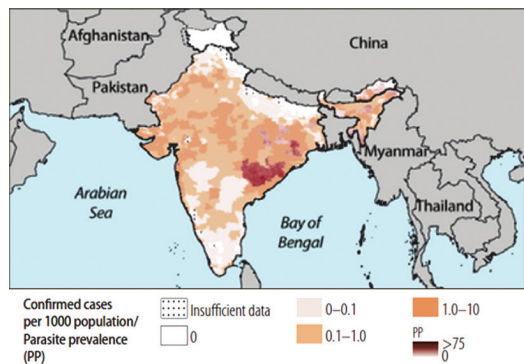 Afghanistan
China
Pakistan
Myanmar
Arabian
Sea
Bay of
Bengal
Thailand
Confirmed cases
per 1000 population/
Parasite prevalence
(PP)
Insufficient data
0
0–0.1
0.1–1.0
1.0–10
PP
>75
0